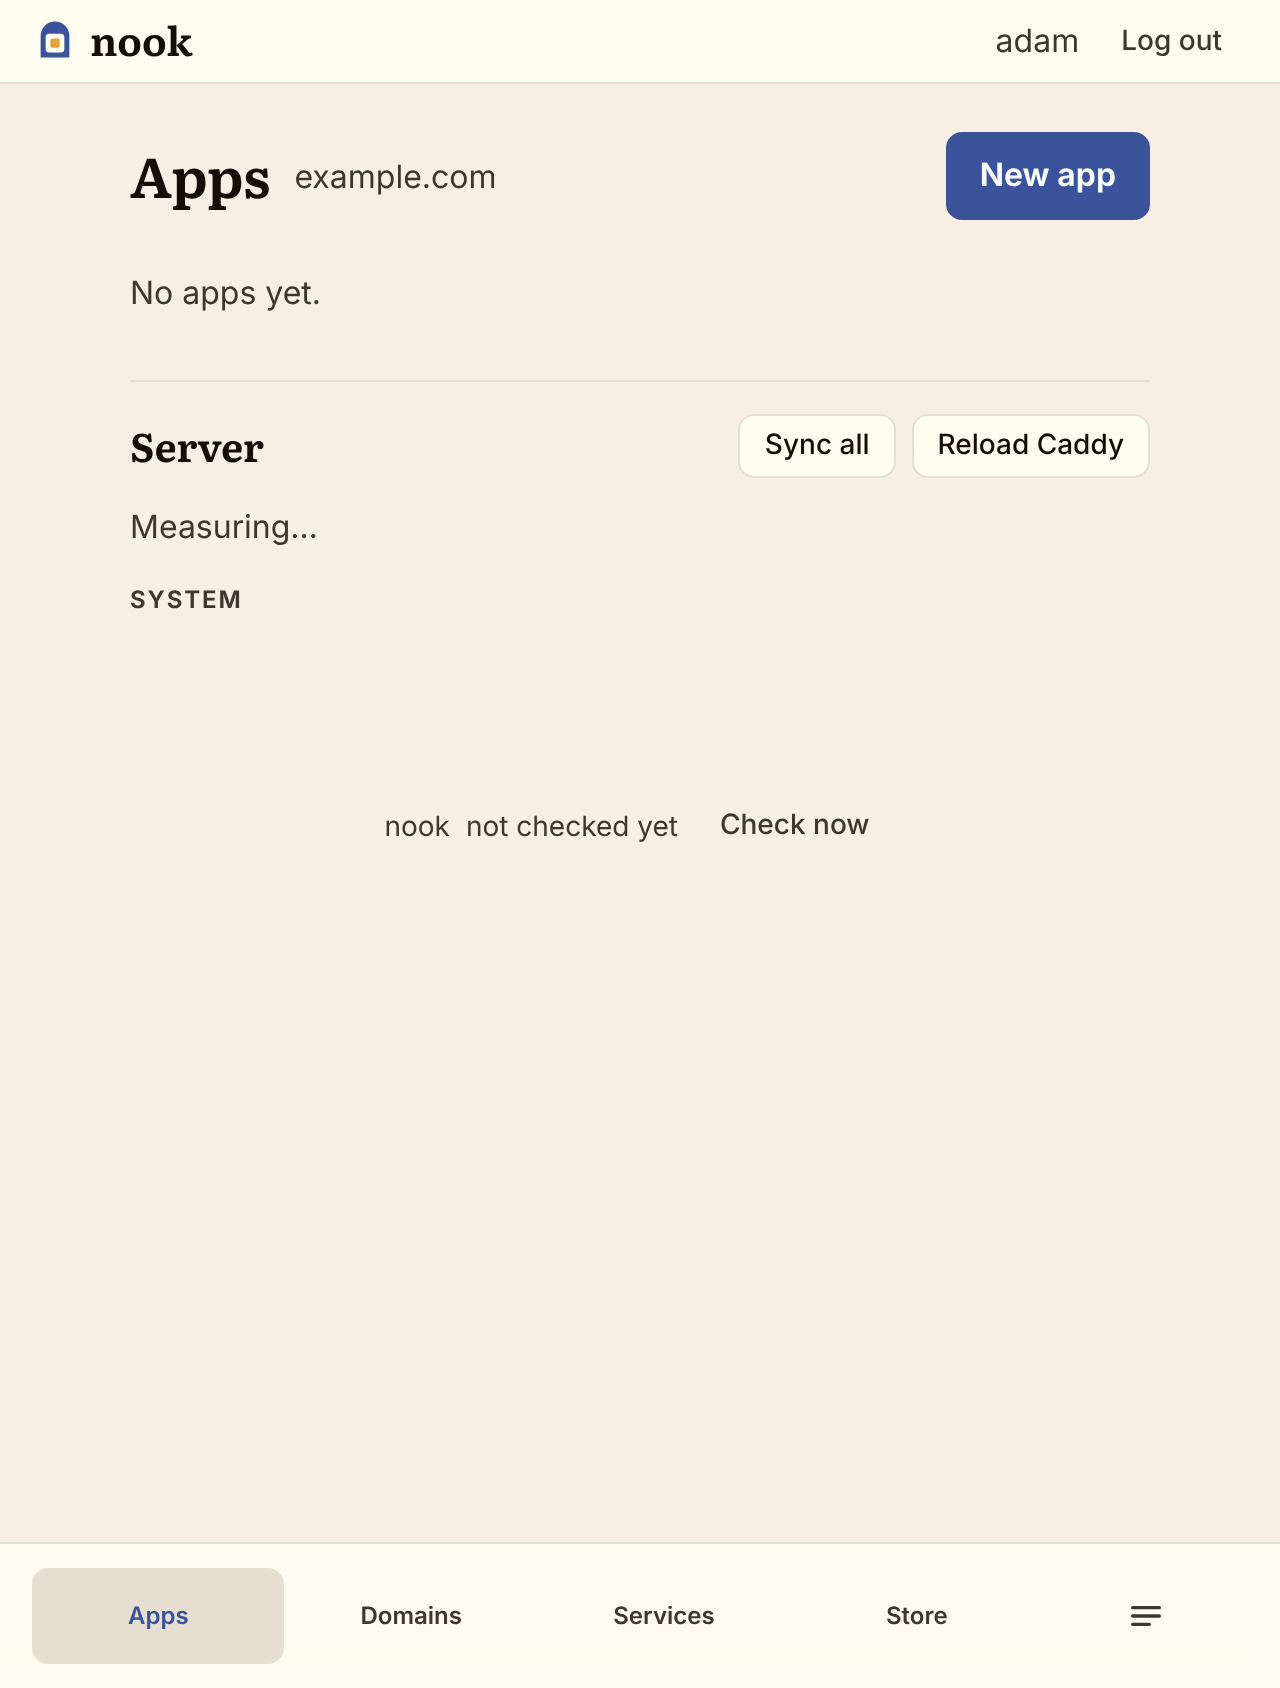 nook
adam Log out
Apps example.com New app
No apps yet.
Server Sync all Reload Caddy
Measuring…
SYSTEM
nook not checked yet Check now
Apps Domains Services Store